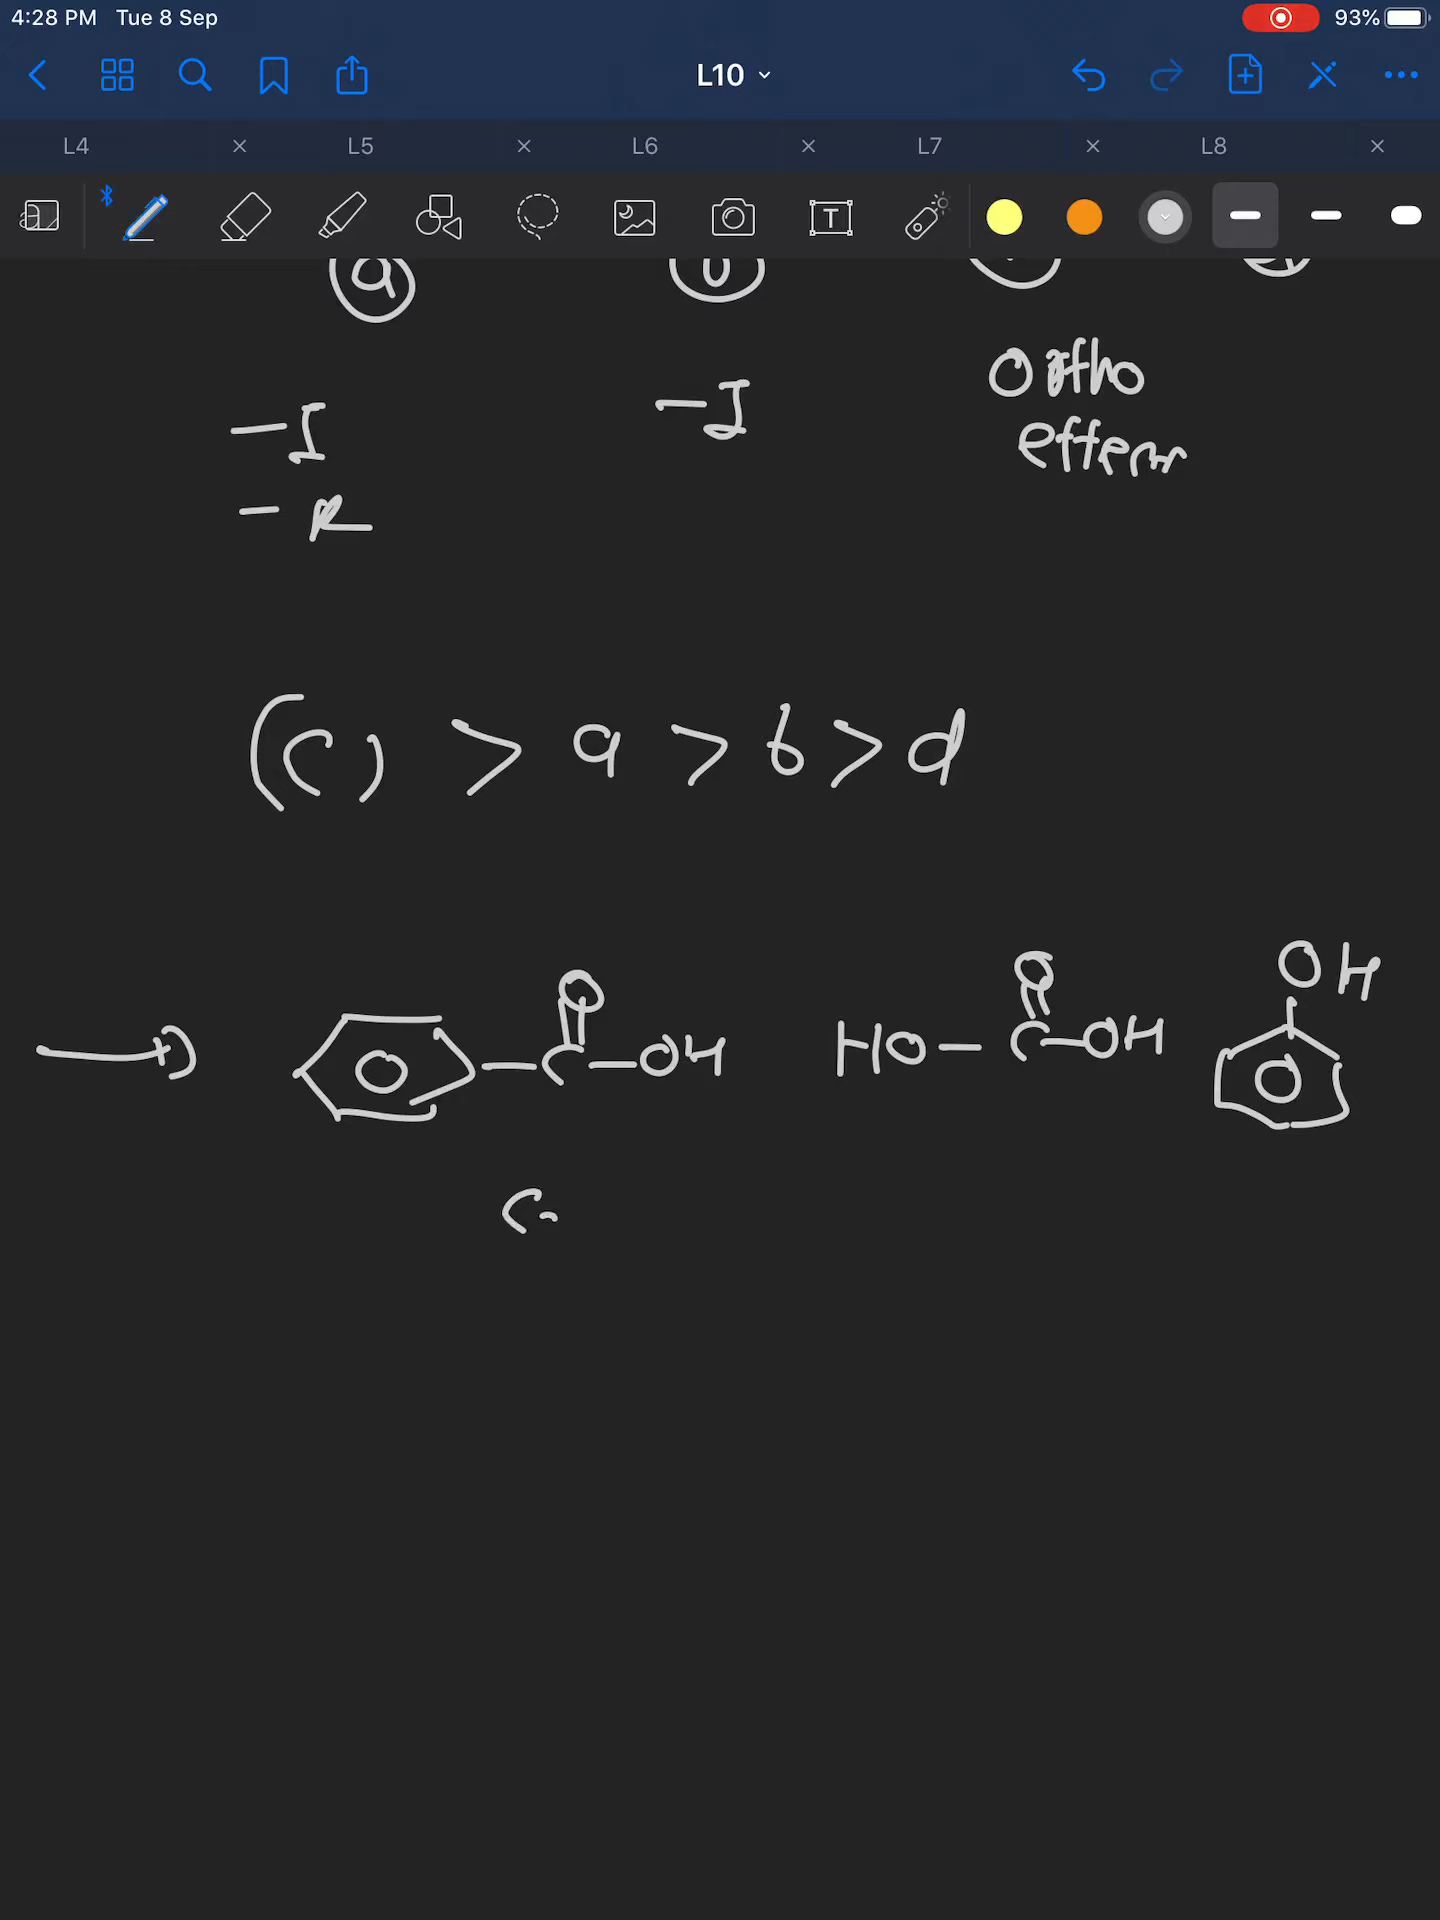 4:28 PM Tue 8 Sep 93%
L10
L4 × L5 × L6 × L7 × L8 ×
a T
a
Ortho
effect
-I
-I
-R
(c) > a > b > d
O O OH
C-OH HO-C-OH